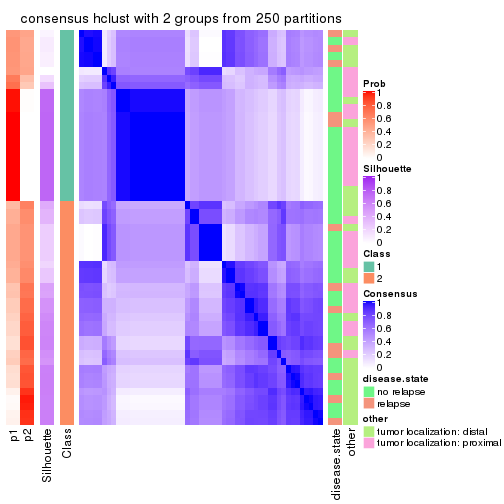 consensus hclust with 2 groups from 250 partitions
Prob
1
0.8
0.6
0.4
0.2
0
Silhouette
1
0.8
0.6
0.4
0.2
0
Class
1
2
Consensus
1
0.8
0.6
0.4
0.2
0
disease.state
no relapse
relapse
other
tumor localization: distal
tumor localization: proximal
p1
p2
Silhouette
Class
disease.state
other